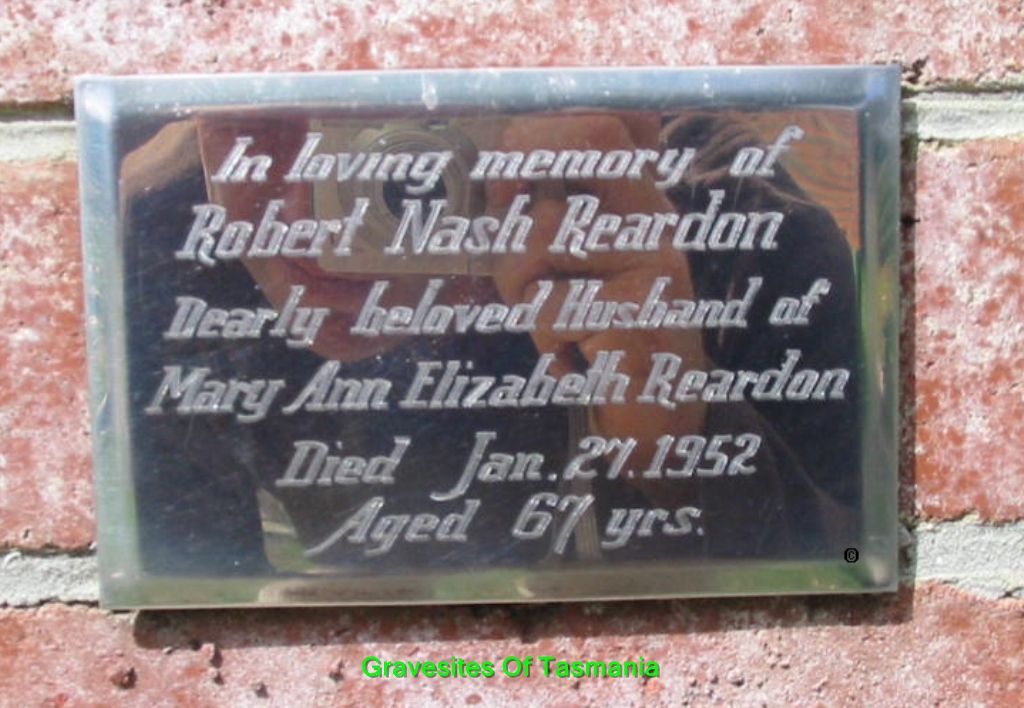 In loving memory of
Robert Nash Reardon
Dearly beloved Husband of
Mary Ann Elizabeth Reardon
Died Jan. 27. 1952
Aged 67 yrs.
©
Gravesites Of Tasmania